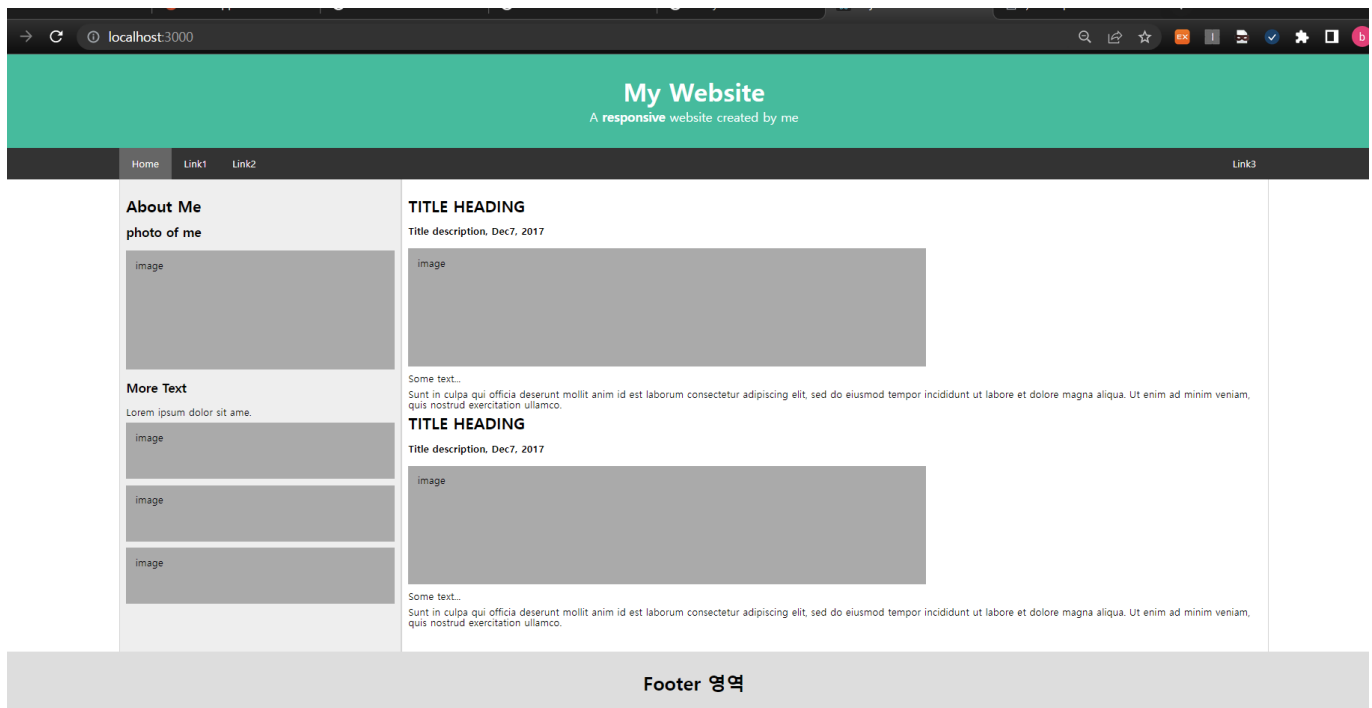 localhost:3000
EX
I
b
My Website
A responsive website created by me
Home Link1 Link2 Link3
About Me
photo of me
image
More Text
Lorem ipsum dolor sit ame.
image
image
image
TITLE HEADING
Title description, Dec7, 2017
image
Some text...
Sunt in culpa qui officia deserunt mollit anim id est laborum consectetur adipiscing elit, sed do eiusmod tempor incididunt ut labore et dolore magna aliqua. Ut enim ad minim veniam,
quis nostrud exercitation ullamco.
TITLE HEADING
Title description, Dec7, 2017
image
Some text...
Sunt in culpa qui officia deserunt mollit anim id est laborum consectetur adipiscing elit, sed do eiusmod tempor incididunt ut labore et dolore magna aliqua. Ut enim ad minim veniam,
quis nostrud exercitation ullamco.
Footer 영역